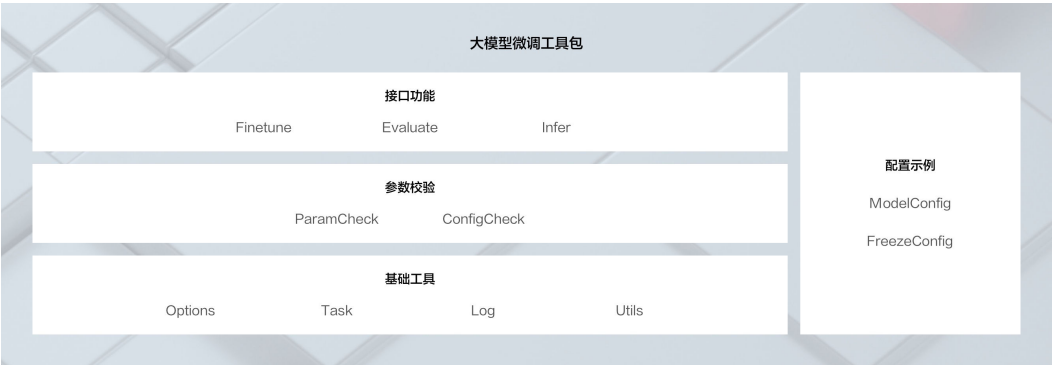 大模型微调工具包
接口功能
Finetune Evaluate Infer
参数校验
ParamCheck ConfigCheck
基础工具
Options Task Log Utils
配置示例
ModelConfig
FreezeConfig